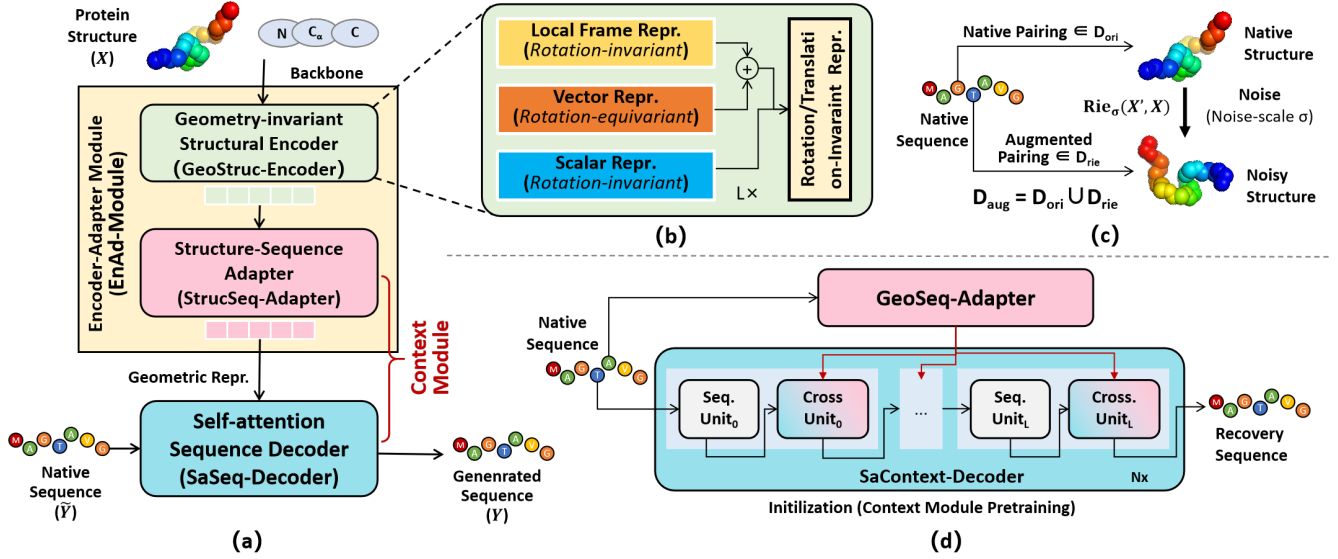 Protein
Structure
(X)
N
Cα
C
Backbone
Encoder-Adapter Module
(EnAd-Module)
Geometry-invariant
Structural Encoder
(GeoStruc-Encoder)
Structure-Sequence
Adapter
(StrucSeq-Adapter)
Context
Module
Geometric Repr.
Self-attention
Sequence Decoder
(SaSeq-Decoder)
M A G T A V G
Native
Sequence
(Ỹ)
M A G T A V G
Genenrated
Sequence
(Y)
(a)
Local Frame Repr.
(Rotation-invariant)
Vector Repr.
(Rotation-equivariant)
Scalar Repr.
(Rotation-invariant)
+
L×
Rotation/Translati
on-Invaraint Repr.
(b)
Native Pairing ∈ Dori
Native
Structure
M A G T A V G
Native
Sequence
Rieσ(X′, X)
Noise
(Noise-scale σ)
Augmented
Pairing ∈ Drie
Noisy
Structure
Daug = Dori ∪ Drie
(c)
GeoSeq-Adapter
Native
Sequence
M A G T A V G
Seq.
Unit0
Cross
Unit0
...
Seq.
UnitL
Cross.
UnitL
M A G T A V G
Recovery
Sequence
SaContext-Decoder
Nx
Initilization (Context Module Pretraining)
(d)